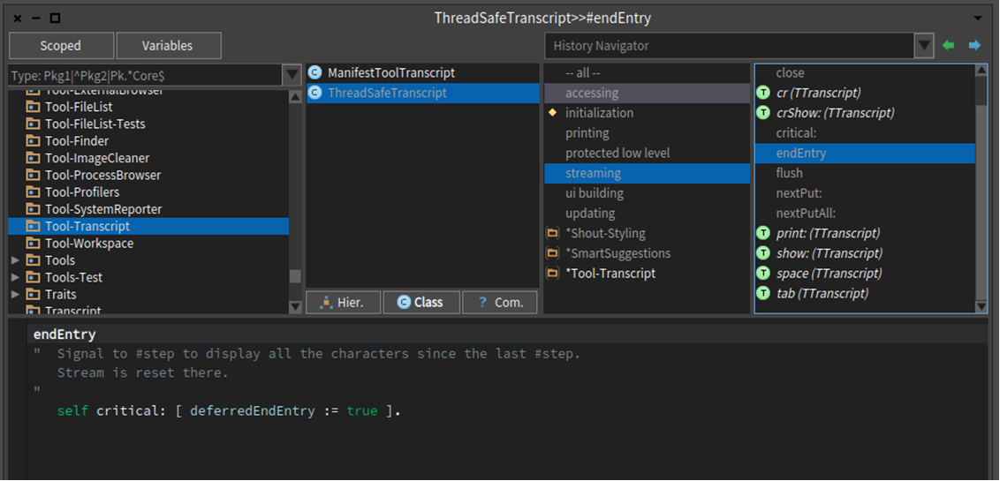 ThreadSafeTranscript>>#endEntry
Scoped
Variables
History Navigator
Type: Pkg1|^Pkg2|Pk.*Core$
Tool-ExternalBrowser
Tool-FileList
Tool-FileList-Tests
Tool-Finder
Tool-ImageCleaner
Tool-ProcessBrowser
Tool-Profilers
Tool-SystemReporter
Tool-Transcript
Tool-Workspace
Tools
Tools-Test
Traits
Transcript
C ManifestToolTranscript
C ThreadSafeTranscript
Hier.
C Class
? Com.
-- all --
accessing
initialization
printing
protected low level
streaming
ui building
updating
*Shout-Styling
*SmartSuggestions
*Tool-Transcript
close
T cr (TTranscript)
T crShow: (TTranscript)
critical:
endEntry
flush
nextPut:
nextPutAll:
T print: (TTranscript)
T show: (TTranscript)
T space (TTranscript)
T tab (TTranscript)
endEntry
" Signal to #step to display all the characters since the last #step.
Stream is reset there.
"
self critical: [ deferredEndEntry := true ].